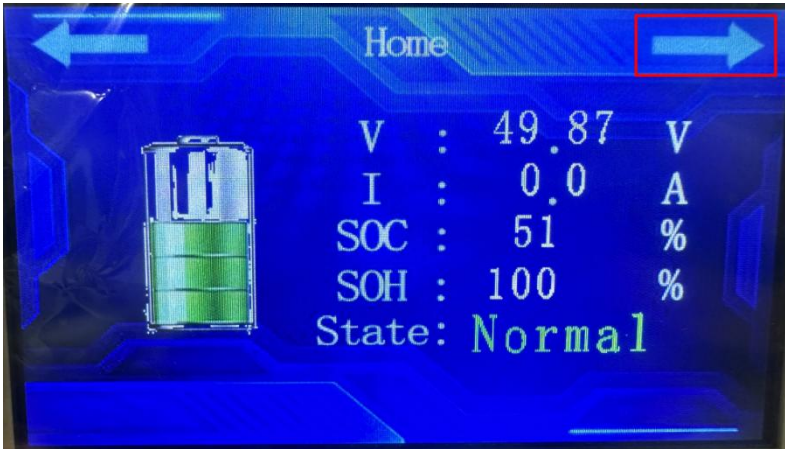 Home
V : 49.87 V
I : 0.0 A
SOC : 51 %
SOH : 100 %
State: Normal